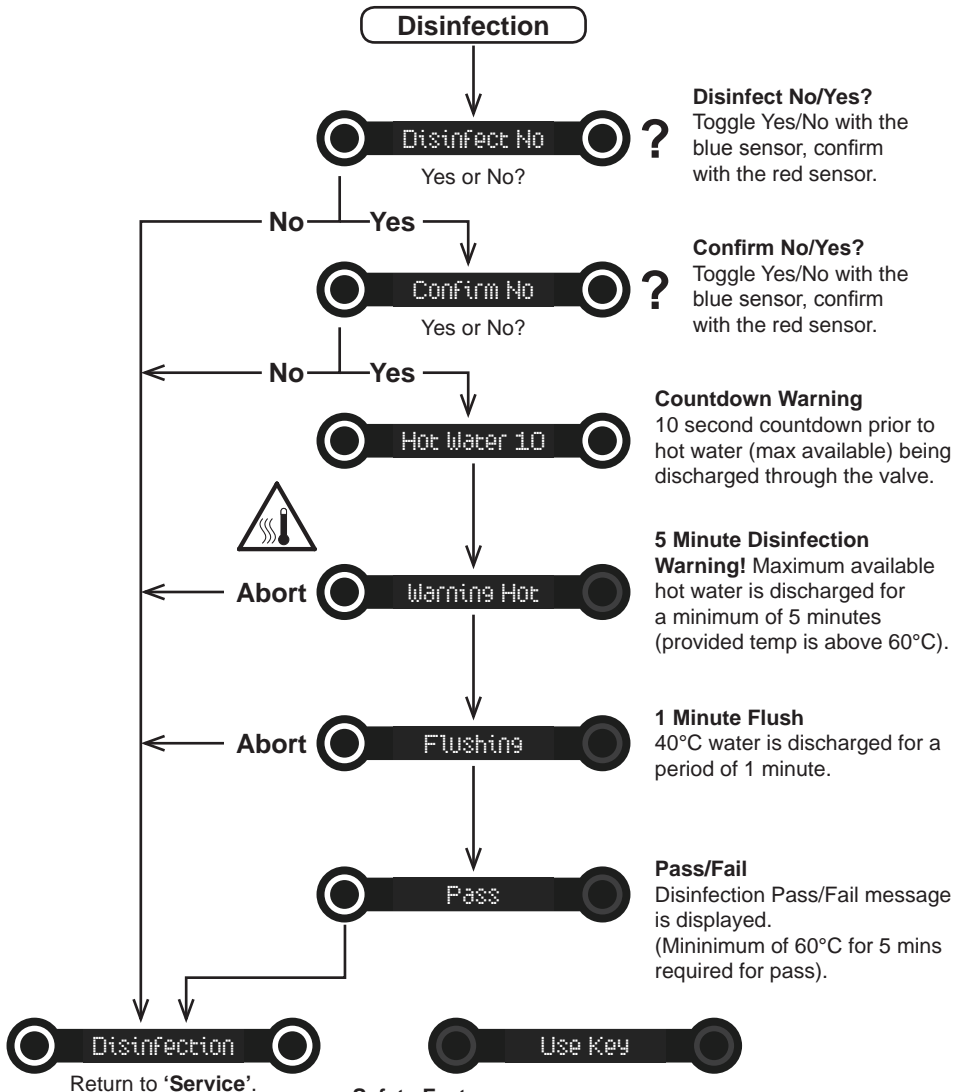 Disinfection
Disinfect No
?
Yes or No?
Disinfect No/Yes?
Toggle Yes/No with the
blue sensor, confirm
with the red sensor.
No
Yes
Confirm No
?
Yes or No?
Confirm No/Yes?
Toggle Yes/No with the
blue sensor, confirm
with the red sensor.
No
Yes
Hot Water 10
Countdown Warning
10 second countdown prior to
hot water (max available) being
discharged through the valve.
Abort
Warning Hot
5 Minute Disinfection
Warning! Maximum available
hot water is discharged for
a minimum of 5 minutes
(provided temp is above 60°C).
Abort
Flushing
1 Minute Flush
40°C water is discharged for a
period of 1 minute.
Pass
Pass/Fail
Disinfection Pass/Fail message
is displayed.
(Mininimum of 60°C for 5 mins
required for pass).
Disinfection
Use Key
Return to 'Service'.